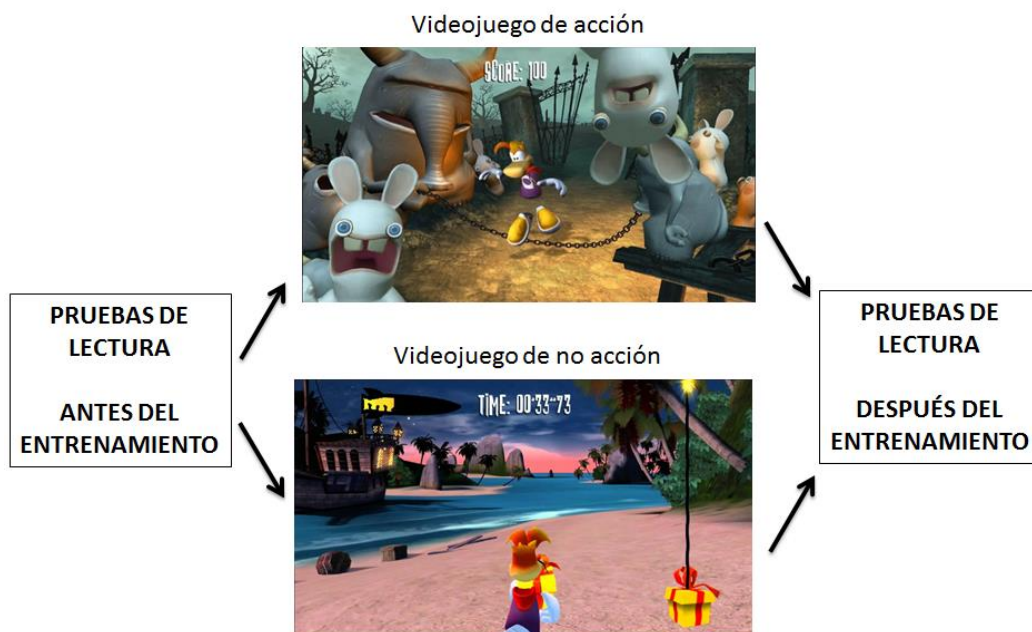 Videojuego de acción
SCORE: 100
PRUEBAS DE
LECTURA
ANTES DEL
ENTRENAMIENTO
Videojuego de no acción
TIME: 00'33"73
PRUEBAS DE
LECTURA
DESPUÉS DEL
ENTRENAMIENTO